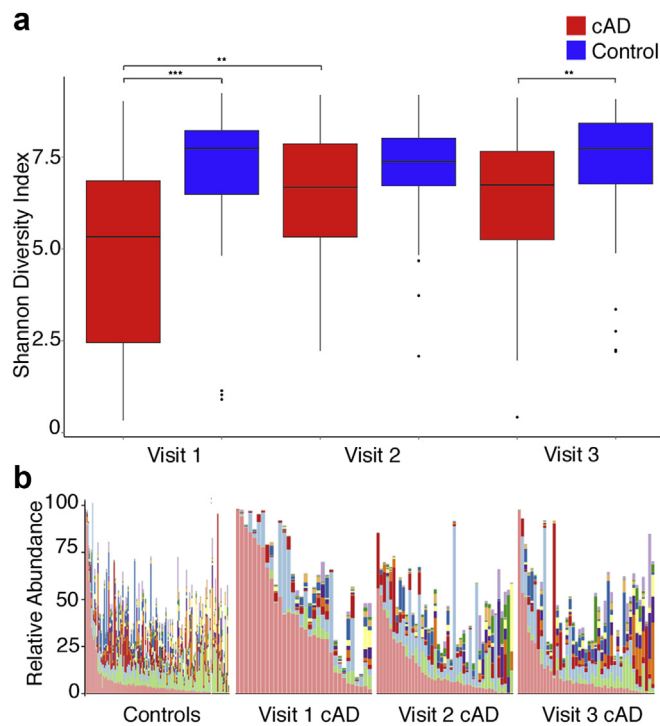 a
cAD
Control
**
***
**
Shannon Diversity Index
7.5
5.0
2.5
0
Visit 1
Visit 2
Visit 3
b
Relative Abundance
100
75
50
25
0
Controls
Visit 1 cAD
Visit 2 cAD
Visit 3 cAD